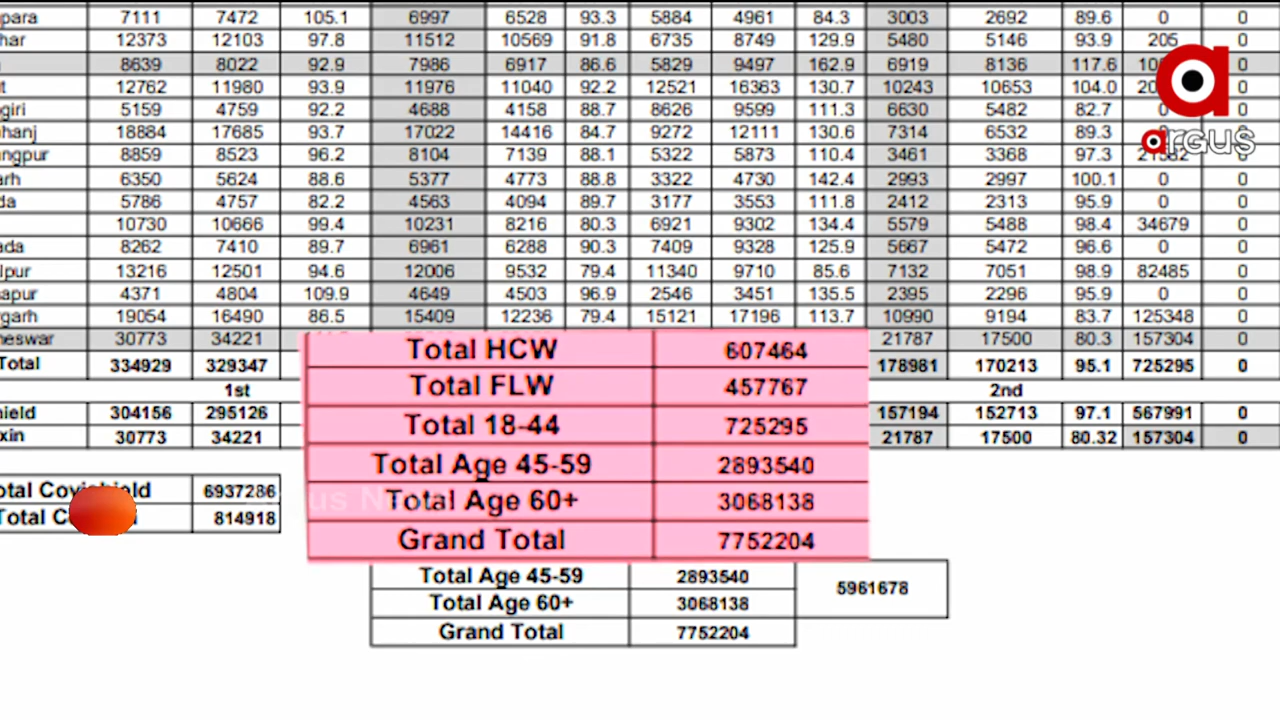 para 7111 7472 105.1 6997 6528 93.3 5884 4961 84.3 3003 2692 89.6 0 0
har 12373 12103 97.8 11512 10569 91.8 6735 8749 129.9 5480 5146 93.9 205 0
8639 8022 92.9 7986 6917 86.6 5829 9497 162.9 6919 8136 117.6 0
t 12762 11980 93.9 11976 11040 92.2 12521 16363 130.7 10243 10653 104.0 0
giri 5159 4759 92.2 4688 4158 88.7 8626 9599 111.3 6630 5482 82.7 0 0
hanj 18884 17685 93.7 17022 14416 84.7 9272 12111 130.6 7314 6532 89.3 0
ngpur 8859 8523 96.2 8104 7139 88.1 5322 5873 110.4 3461 3368 97.3 0
arh 6350 5624 88.6 5377 4773 88.8 3322 4730 142.4 2993 2997 100.1 0 0
da 5786 4757 82.2 4563 4094 89.7 3177 3553 111.8 2412 2313 95.9 0 0
10730 10666 99.4 10231 8216 80.3 6921 9302 134.4 5579 5488 98.4 34679 0
ada 8262 7410 89.7 6961 6288 90.3 7409 9328 125.9 5667 5472 96.6 0 0
lpur 13216 12501 94.6 12006 9532 79.4 11340 9710 85.6 7132 7051 98.9 82485 0
apur 4371 4804 109.9 4649 4503 96.9 2546 3451 135.5 2395 2296 95.9 0 0
garh 19054 16490 86.5 15409 12236 79.4 15121 17196 113.7 10990 9194 83.7 125348 0
neswar 30773 34221 21787 17500 80.3 157304 0
Total 334929 329347 178981 170213 95.1 725295 0
1st 2nd
hield 304156 295126 157194 152713 97.1 567991 0
xin 30773 34221 21787 17500 80.32 157304 0
argus
Total HCW 607464
Total FLW 457767
Total 18-44 725295
Total Age 45-59 2893540
Total Age 60+ 3068138
Grand Total 7752204
otal Covishield 6937286
Total 814918
Total Age 45-59 2893540 5961678
Total Age 60+ 3068138
Grand Total 7752204